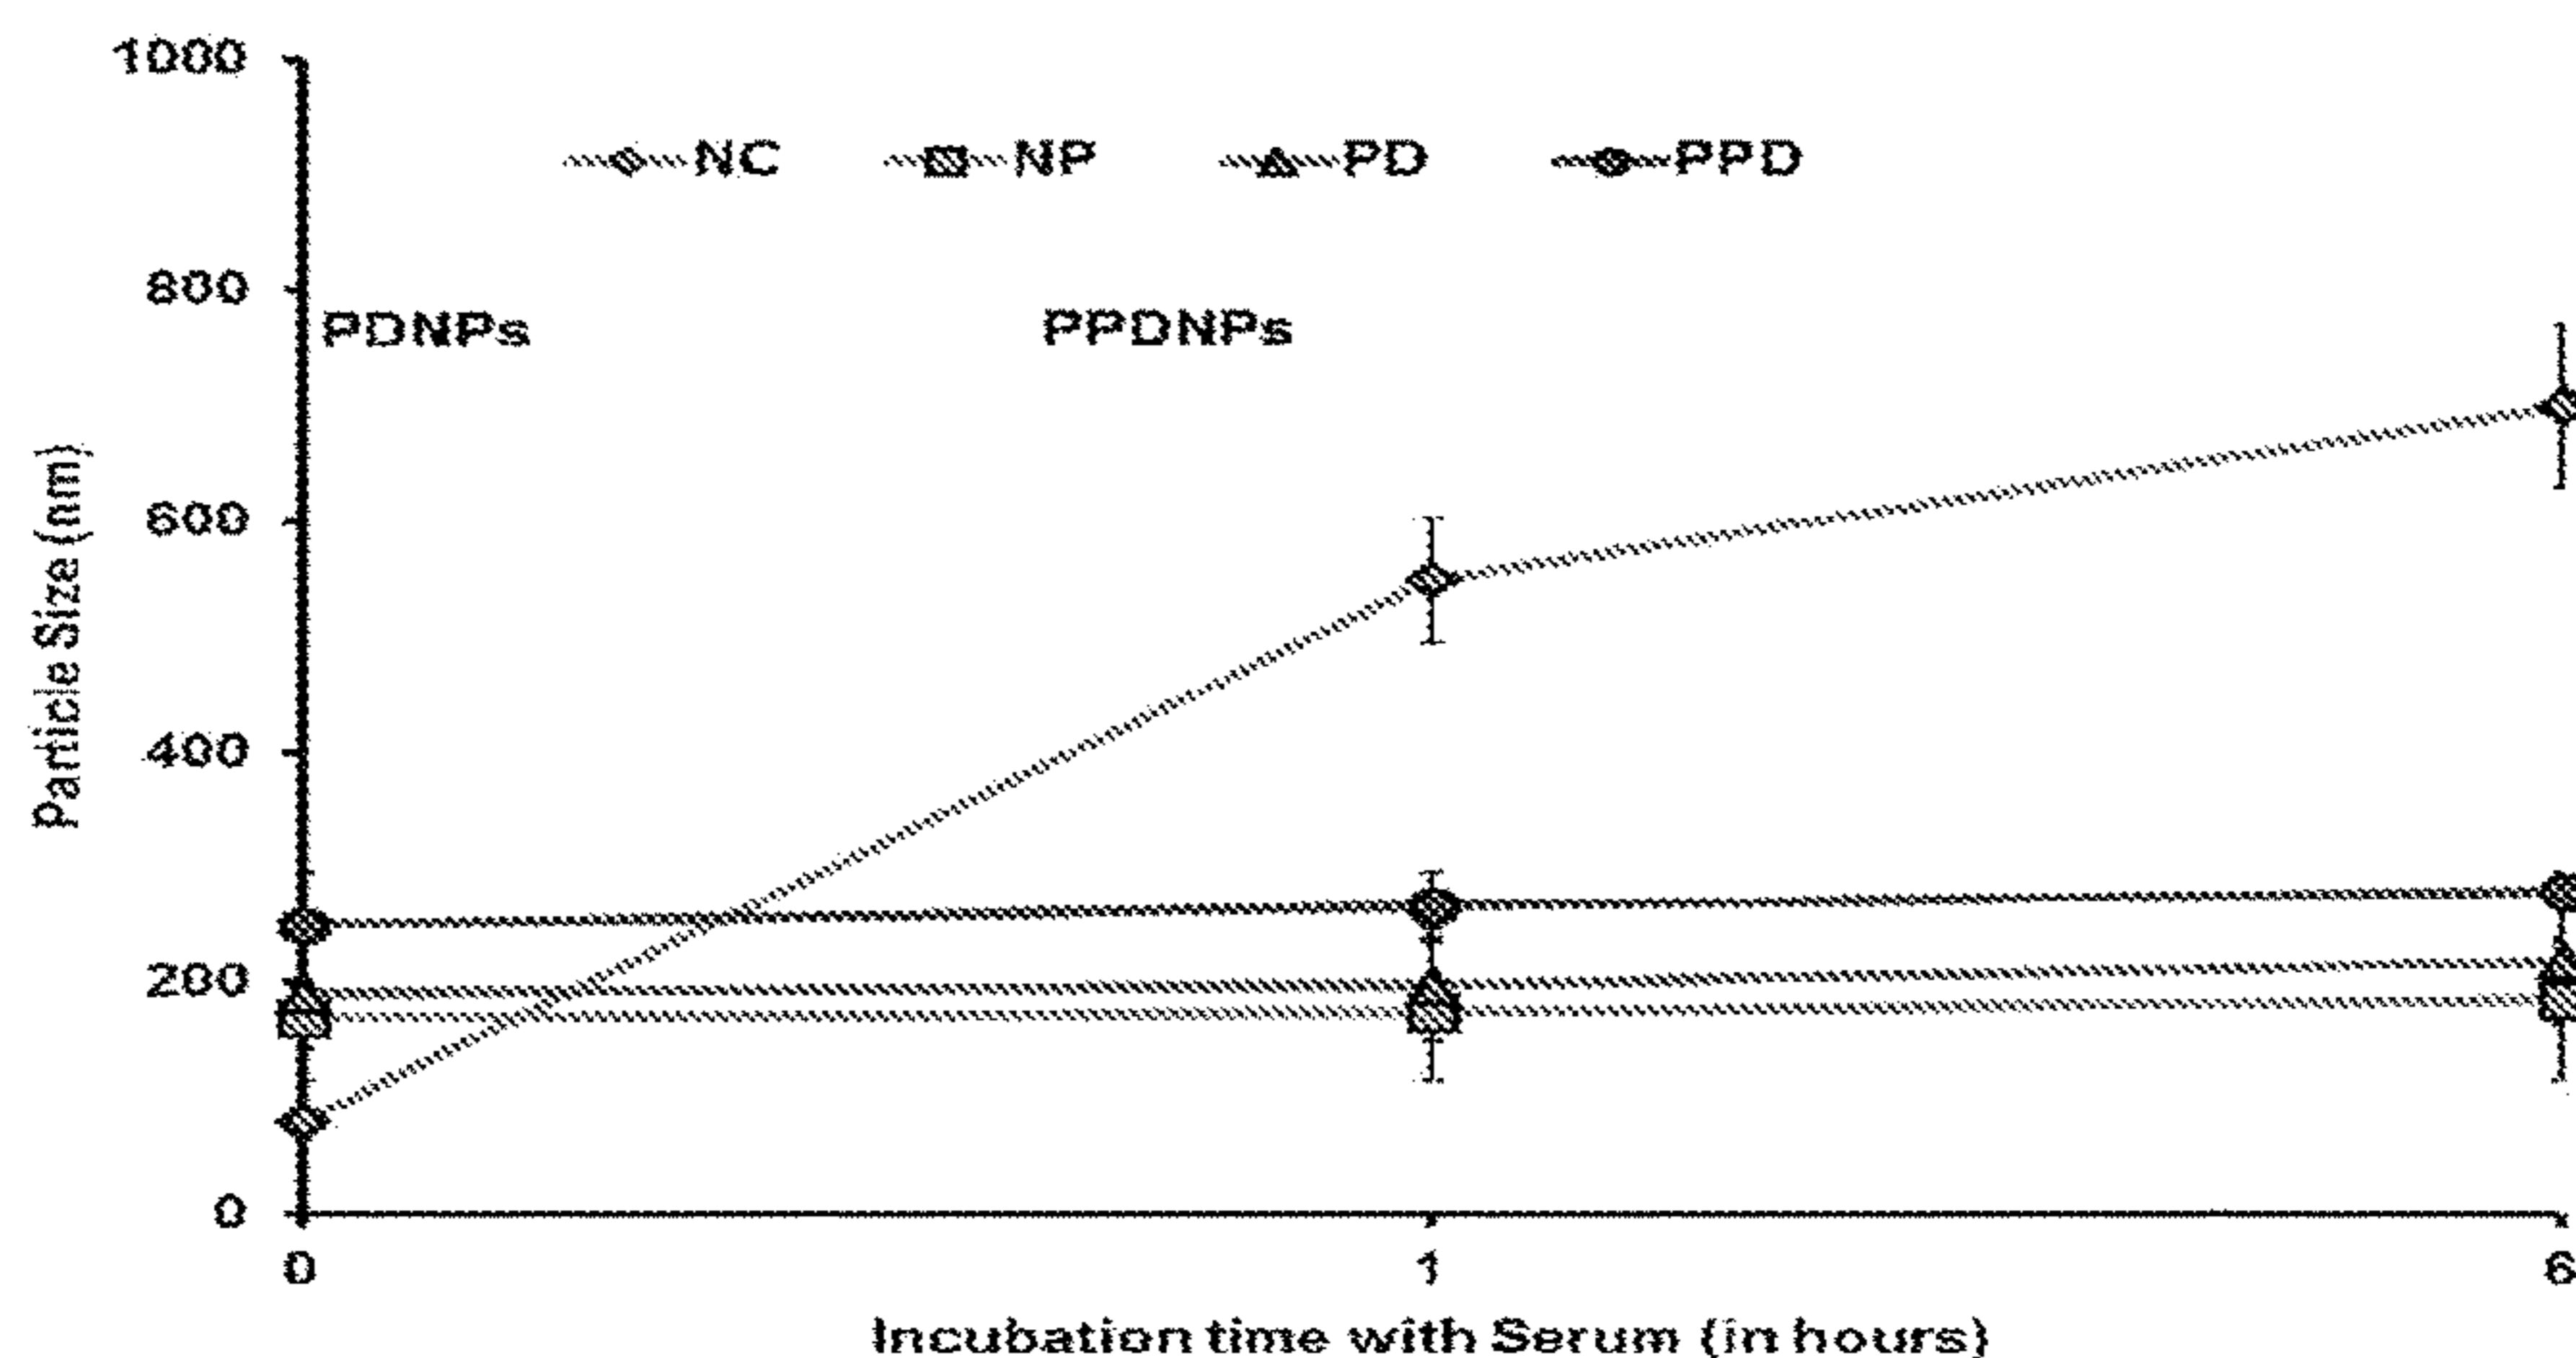 1000
NC NP PD PPD
800
PDNPs PPDNPs
600
Particle Size (nm)
400
200
0
0 1 6
Incubation time with Serum (in hours)